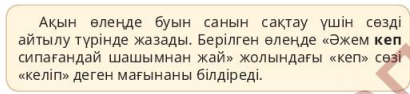 Ақын өлеңде буын санын сақтау үшін сөзді
айтылу түрінде жазады. Берілген өлеңде «Әжем кеп
сипағандай шашымнан жай» жолындағы «кеп» сөзі
«келіп» деген мағынаны білдіреді.